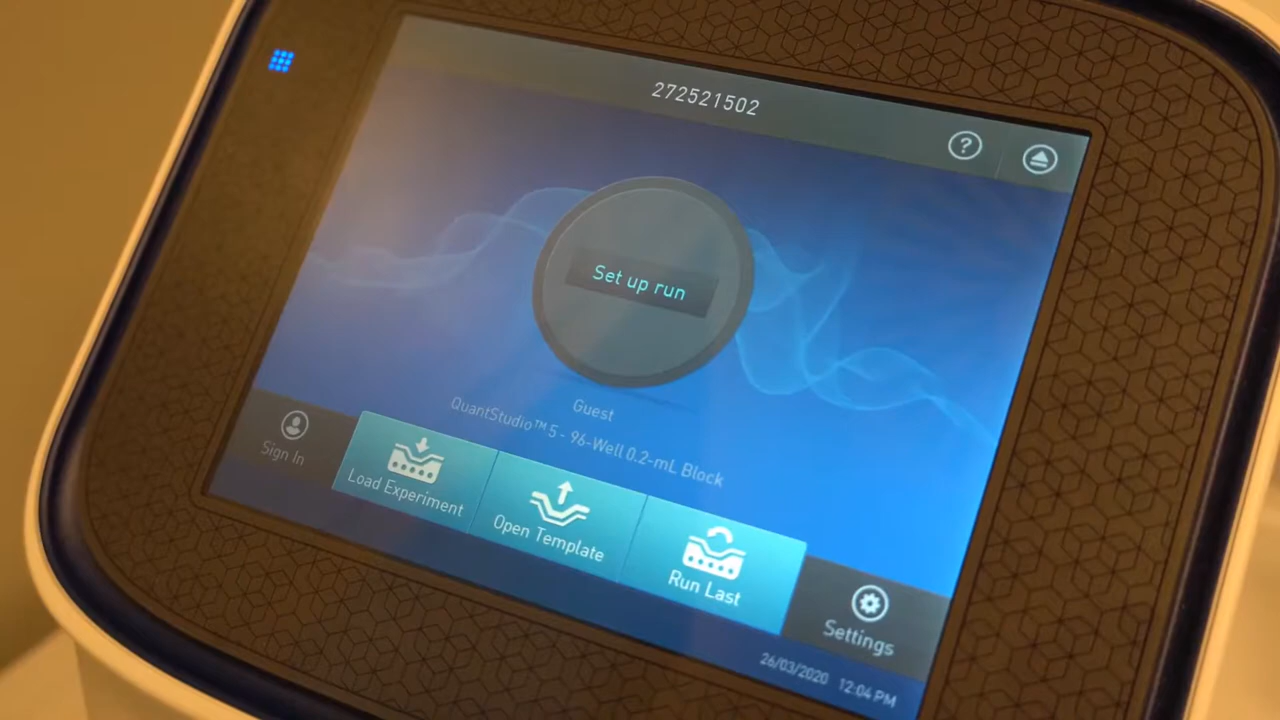 272521502
?
Set up run
Guest
QuantStudio™ 5 - 96-Well 0.2-mL Block
Sign In
Load Experiment
Open Template
Run Last
Settings
26/03/2020 12:04 PM